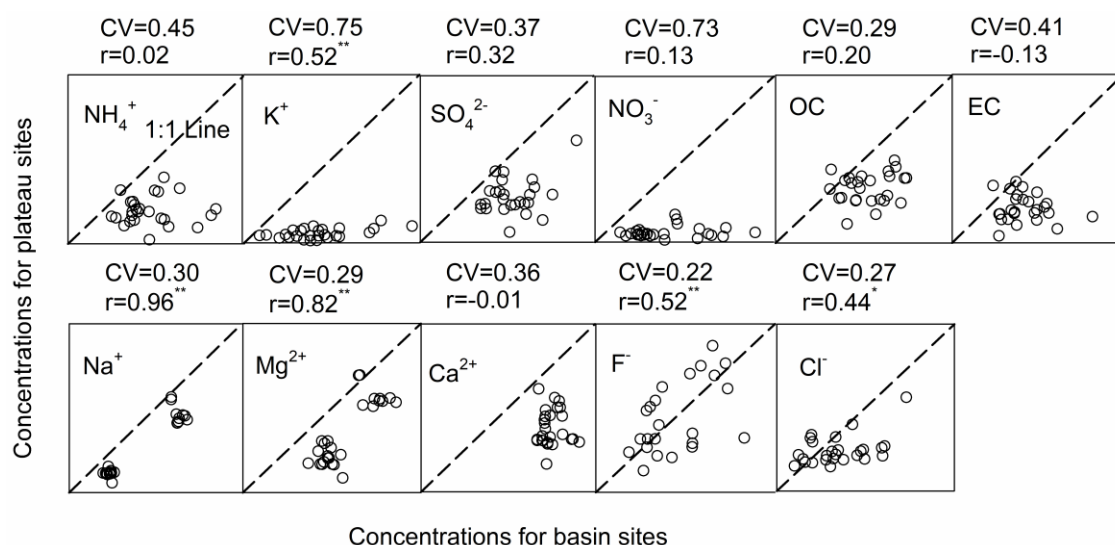 CV=0.45 CV=0.75 CV=0.37 CV=0.73 CV=0.29 CV=0.41
r=0.02 r=0.52** r=0.32 r=0.13 r=0.20 r=-0.13
NH₄⁺ K⁺ SO₄²⁻ NO₃⁻ OC EC
1:1 Line
Concentrations for plateau sites
CV=0.30 CV=0.29 CV=0.36 CV=0.22 CV=0.27
r=0.96** r=0.82** r=-0.01 r=0.52** r=0.44*
Na⁺ Mg²⁺ Ca²⁺ F⁻ Cl⁻
Concentrations for basin sites